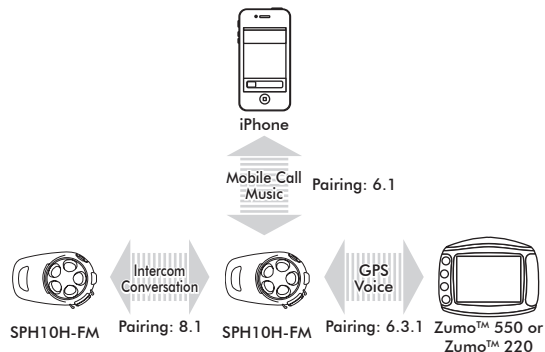 iPhone
Mobile Call
Music
Pairing: 6.1
Intercom
Conversation
GPS
Voice
SPH10H-FM
Pairing: 8.1
SPH10H-FM
Pairing: 6.3.1
Zumo™ 550 or
Zumo™ 220